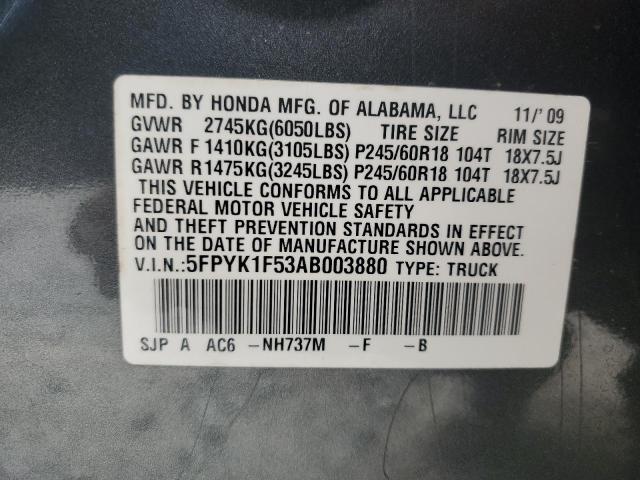 MFD. BY HONDA MFG. OF ALABAMA, LLC 11/'09
GVWR 2745KG(6050LBS) TIRE SIZE RIM SIZE
GAWR F 1410KG(3105LBS) P245/60R18 104T 18X7.5J
GAWR R 1475KG(3245LBS) P245/60R18 104T 18X7.5J
THIS VEHICLE CONFORMS TO ALL APPLICABLE
FEDERAL MOTOR VEHICLE SAFETY
AND THEFT PREVENTION STANDARDS IN EFFECT
ON THE DATE OF MANUFACTURE SHOWN ABOVE.
V.I.N.:5FPYK1F53AB003880 TYPE: TRUCK
SJP A AC6 -NH737M -F -B